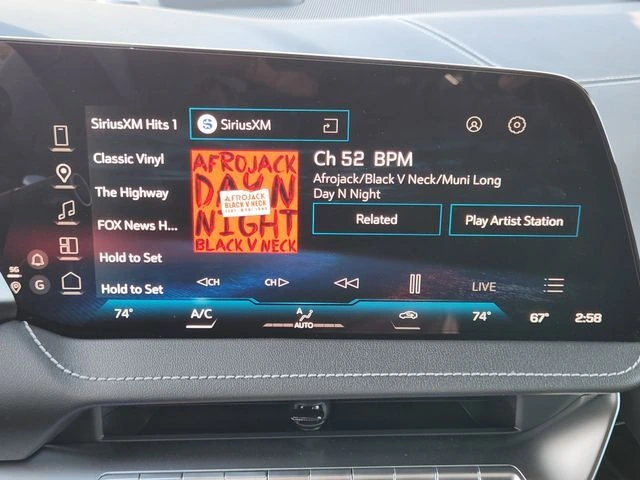 SiriusXM Hits 1
SiriusXM
Classic Vinyl
The Highway
FOX News H...
Hold to Set
Hold to Set
AFROJACK
DAY N
NIGHT
BLACK V NECK
AFROJACK
BLACK V NECK
Ch 52 BPM
Afrojack/Black V Neck/Muni Long
Day N Night
Related
Play Artist Station
CH
CH
LIVE
5G
G
74°
A/C
A
AUTO
74°
67°
2:58